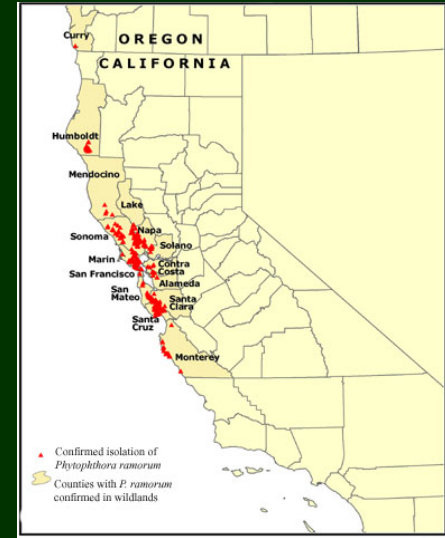 Curry
OREGON
CALIFORNIA
Humboldt
Mendocino
Lake
Napa
Sonoma
Solano
Marin
Contra
Costa
San Francisco
Alameda
San
Mateo
Santa
Clara
Santa
Cruz
Monterey
Confirmed isolation of
Phytophthora ramorum
Counties with P. ramorum
confirmed in wildlands